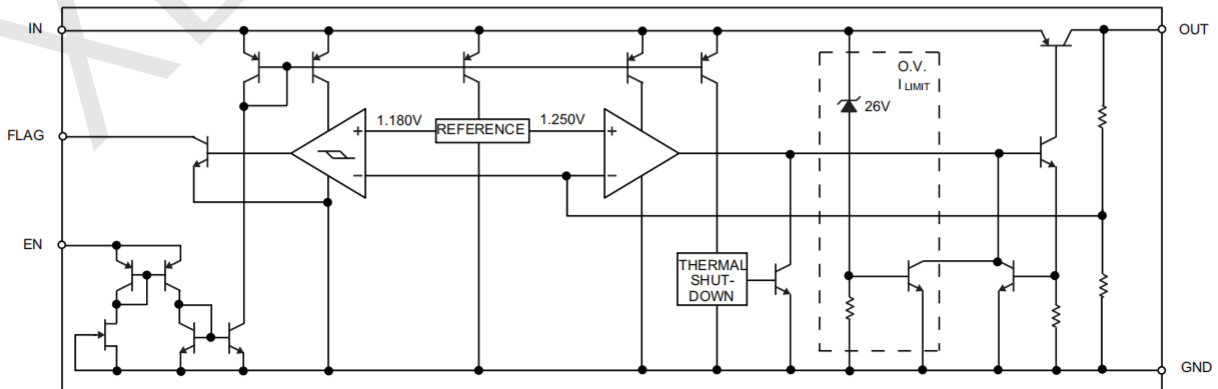 IN
OUT
O.V.
I LIMIT
26V
FLAG
1.180V
REFERENCE
1.250V
+
+
−
−
EN
THERMAL
SHUT-
DOWN
GND